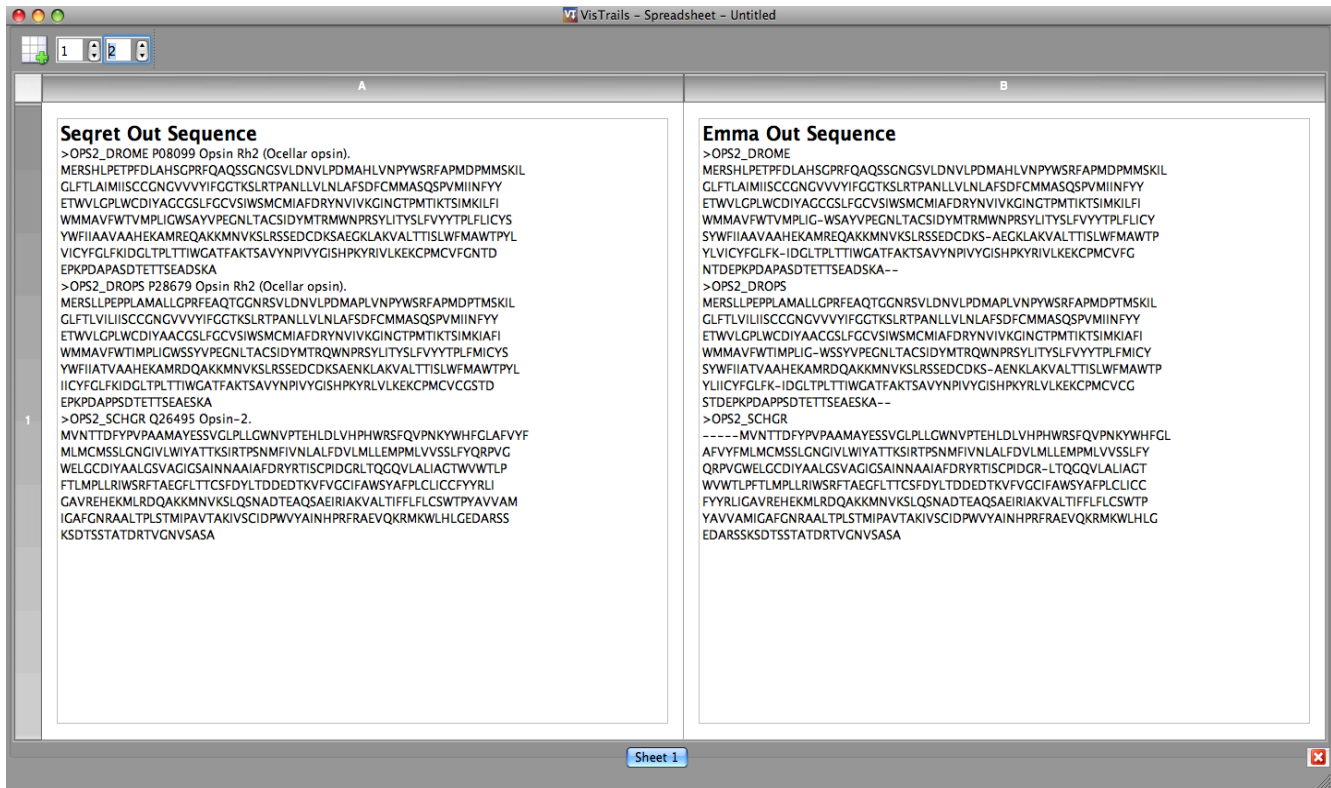 VisTrails – Spreadsheet – Untitled
1 2
A
B
Seqret Out Sequence
>OPS2_DROME P08099 Opsin Rh2 (Ocellar opsin).
MERSHLPETPFDLAHSGPRFQAQSSGNGSVLDNVLPDMAHLVNPYWSRFAPMDPMMSKIL
GLFTLAIMIISCCGNGVVVYIFGGTKSLRTPANLLVLNLAFSDFCMMASQSPVMIINFYY
ETWVLGPLWCDIYAGCGSLFGCVSIWSMCMIAFDRYNVIVKGINGTPMTIKTSIMKILFI
WMMAVFWTVMPLIGWSAYVPEGNLTACSIDYMTRMWNPRSYLITYSLFVYYTPLFLICYS
YWFIIAAVAAHEKAMREQAKKMNVKSLRSSEDCDKSAEGKLAKVALTTISLWFMAWTPYL
VICYFGLFKIDGLTPLTTIWGATFAKTSAVYNPIVYGISHPKYRIVLKEKCPMCVFGNTD
EPKPDAPASDTETTSEADSKA
>OPS2_DROPS P28679 Opsin Rh2 (Ocellar opsin).
MERSLLPEPPLAMALLGPRFEAQTGGNRSVLDNVLPDMAPLVNPYWSRFAPMDPTMSKIL
GLFTLVILIISCCGNGVVVYIFGGTKSLRTPANLLVLNLAFSDFCMMASQSPVMIINFYY
ETWVLGPLWCDIYAACGSLFGCVSIWSMCMIAFDRYNVIVKGINGTPMTIKTSIMKIAFI
WMMAVFWTIMPLIGWSSYVPEGNLTACSIDYMTRQWNPRSYLITYSLFVYYTPLFMICYS
YWFIIATVAAHEKAMRDQAKKMNVKSLRSSEDCDKSAENKLAKVALTTISLWFMAWTPYL
IICYFGLFKIDGLTPLTTIWGATFAKTSAVYNPIVYGISHPKYRLVLKEKCPMCVCGSTD
EPKPDAPPSDTETTSEAESKA
>OPS2_SCHGR Q26495 Opsin-2.
MVNTTDFYPVPAAMAYESSVGLPLLGWNVPTEHLDLVHPHWRSFQVPNKYWHFGLAFVYF
MLMCMSSLGNGIVLWIYATTKSIRTPSNMFIVNLALFDVLMLLEMPMLVVSSLFYQRPVG
WELGCDIYAALGSVAGIGSAINNAAIAFDRYRTISCPIDGRLTQGQVLALIAGTWVWTLP
FTLMPLLRIWSRFTAEGFLTTCSFDYLTDDEDTKVFVGCIFAWSYAFPLCLICCFYYRLI
GAVREHEKMLRDQAKKMNVKSLQSNADTEAQSAEIRIAKVALTIFFLFLCSWTPYAVVAM
IGAFGNRAALTPLSTMIPAVTAKIVSCIDPWVYAINHPRFRAEVQKRMKWLHLGEDARSS
KSDTSSTATDRTVGNVSASA
Emma Out Sequence
>OPS2_DROME
MERSHLPETPFDLAHSGPRFQAQSSGNGSVLDNVLPDMAHLVNPYWSRFAPMDPMMSKIL
GLFTLAIMIISCCGNGVVVYIFGGTKSLRTPANLLVLNLAFSDFCMMASQSPVMIINFYY
ETWVLGPLWCDIYAGCGSLFGCVSIWSMCMIAFDRYNVIVKGINGTPMTIKTSIMKILFI
WMMAVFWTVMPLIG-WSAYVPEGNLTACSIDYMTRMWNPRSYLITYSLFVYYTPLFLICY
SYWFIIAAVAAHEKAMREQAKKMNVKSLRSSEDCDKS-AEGKLAKVALTTISLWFMAWTP
YLVICYFGLFK-IDGLTPLTTIWGATFAKTSAVYNPIVYGISHPKYRIVLKEKCPMCVFG
NTDEPKPDAPASDTETTSEADSKA--
>OPS2_DROPS
MERSLLPEPPLAMALLGPRFEAQTGGNRSVLDNVLPDMAPLVNPYWSRFAPMDPTMSKIL
GLFTLVILIISCCGNGVVVYIFGGTKSLRTPANLLVLNLAFSDFCMMASQSPVMIINFYY
ETWVLGPLWCDIYAACGSLFGCVSIWSMCMIAFDRYNVIVKGINGTPMTIKTSIMKIAFI
WMMAVFWTIMPLIG-WSSYVPEGNLTACSIDYMTRQWNPRSYLITYSLFVYYTPLFMICY
SYWFIIATVAAHEKAMRDQAKKMNVKSLRSSEDCDKS-AENKLAKVALTTISLWFMAWTP
YLIICYFGLFK-IDGLTPLTTIWGATFAKTSAVYNPIVYGISHPKYRLVLKEKCPMCVCG
STDEPKPDAPPSDTETTSEAESKA--
>OPS2_SCHGR
-----MVNTTDFYPVPAAMAYESSVGLPLLGWNVPTEHLDLVHPHWRSFQVPNKYWHFGL
AFVYFMLMCMSSLGNGIVLWIYATTKSIRTPSNMFIVNLALFDVLMLLEMPMLVVSSLFY
QRPVGWELGCDIYAALGSVAGIGSAINNAAIAFDRYRTISCPIDGR-LTQGQVLALIAGT
WVWTLPFTLMPLLRIWSRFTAEGFLTTCSFDYLTDDEDTKVFVGCIFAWSYAFPLCLICC
FYYRLIGAVREHEKMLRDQAKKMNVKSLQSNADTEAQSAEIRIAKVALTIFFLFLCSWTP
YAVVAMIGAFGNRAALTPLSTMIPAVTAKIVSCIDPWVYAINHPRFRAEVQKRMKWLHLG
EDARSSKSDTSSTATDRTVGNVSASA
1
Sheet 1